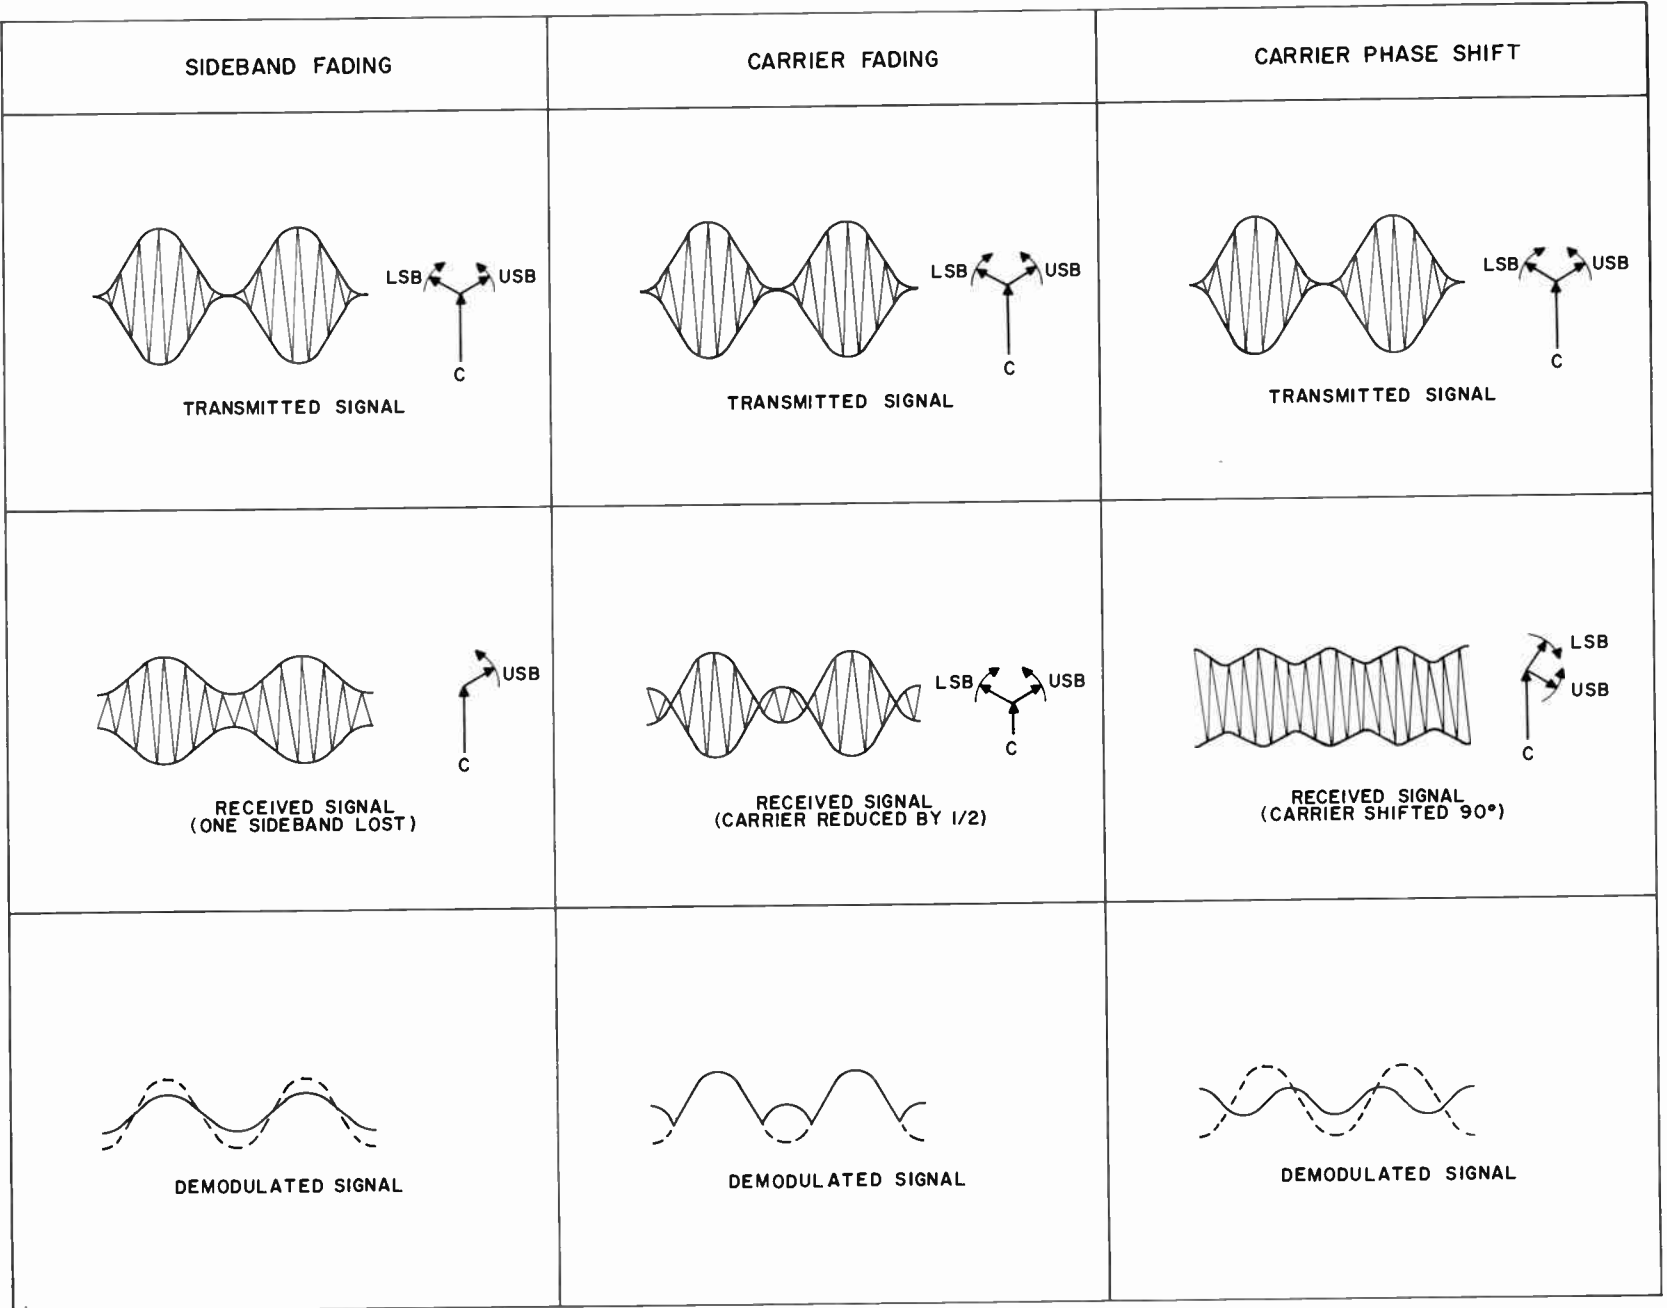 SIDEBAND FADING
CARRIER FADING
CARRIER PHASE SHIFT
LSB
USB
C
TRANSMITTED SIGNAL
LSB
USB
C
TRANSMITTED SIGNAL
LSB
USB
C
TRANSMITTED SIGNAL
USB
C
RECEIVED SIGNAL
(ONE SIDEBAND LOST)
LSB
USB
C
RECEIVED SIGNAL
(CARRIER REDUCED BY 1/2)
LSB
USB
C
RECEIVED SIGNAL
(CARRIER SHIFTED 90°)
DEMODULATED SIGNAL
DEMODULATED SIGNAL
DEMODULATED SIGNAL